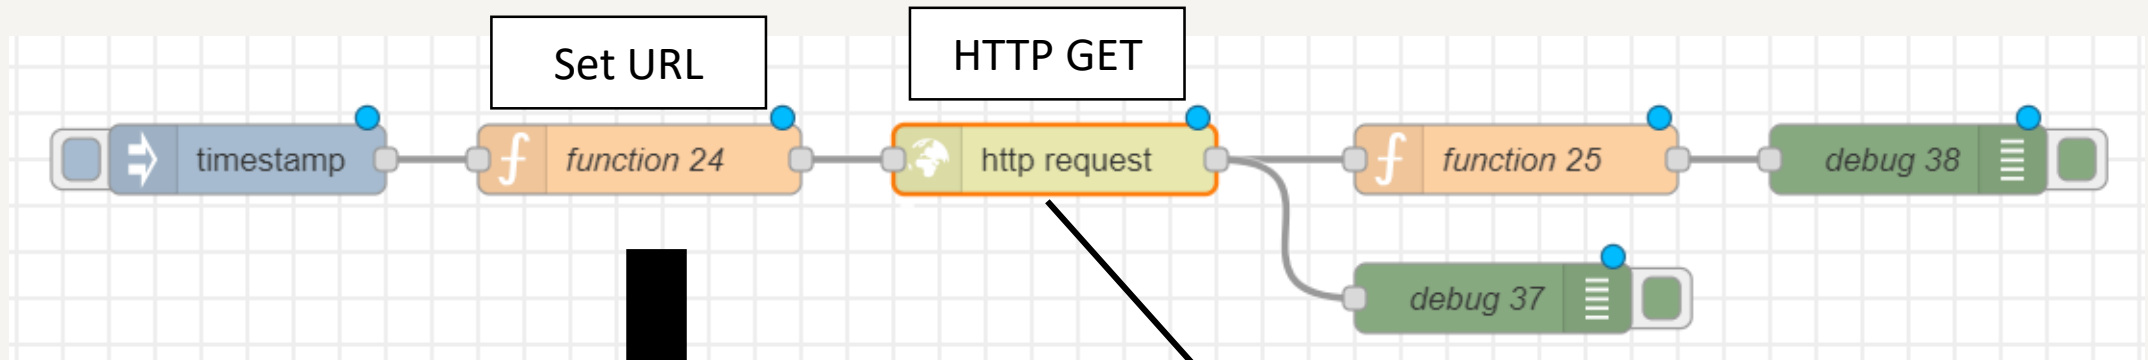 Set URL
HTTP GET
timestamp
function 24
http request
function 25
debug 38
debug 37